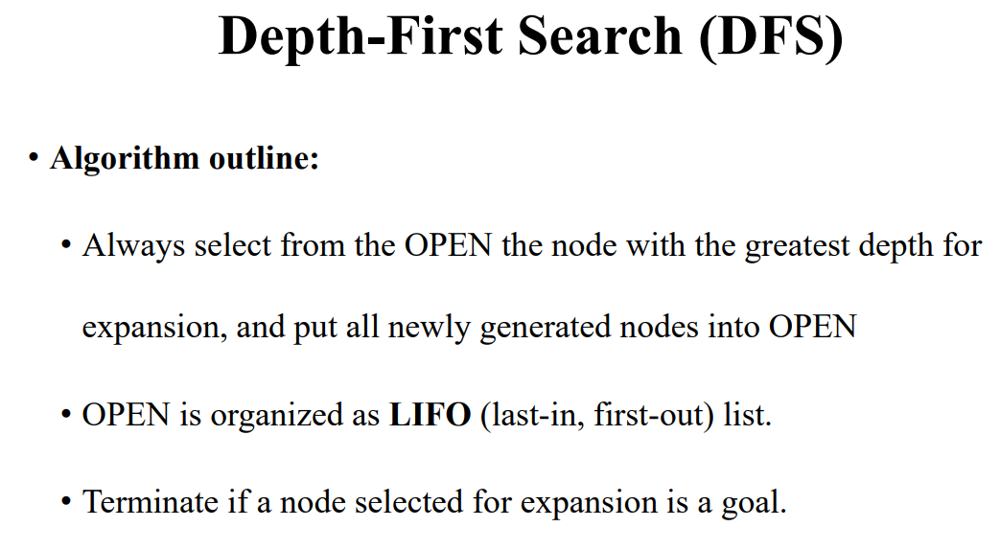 Depth-First Search (DFS)
• Algorithm outline:
• Always select from the OPEN the node with the greatest depth for
expansion, and put all newly generated nodes into OPEN
• OPEN is organized as LIFO (last-in, first-out) list.
• Terminate if a node selected for expansion is a goal.